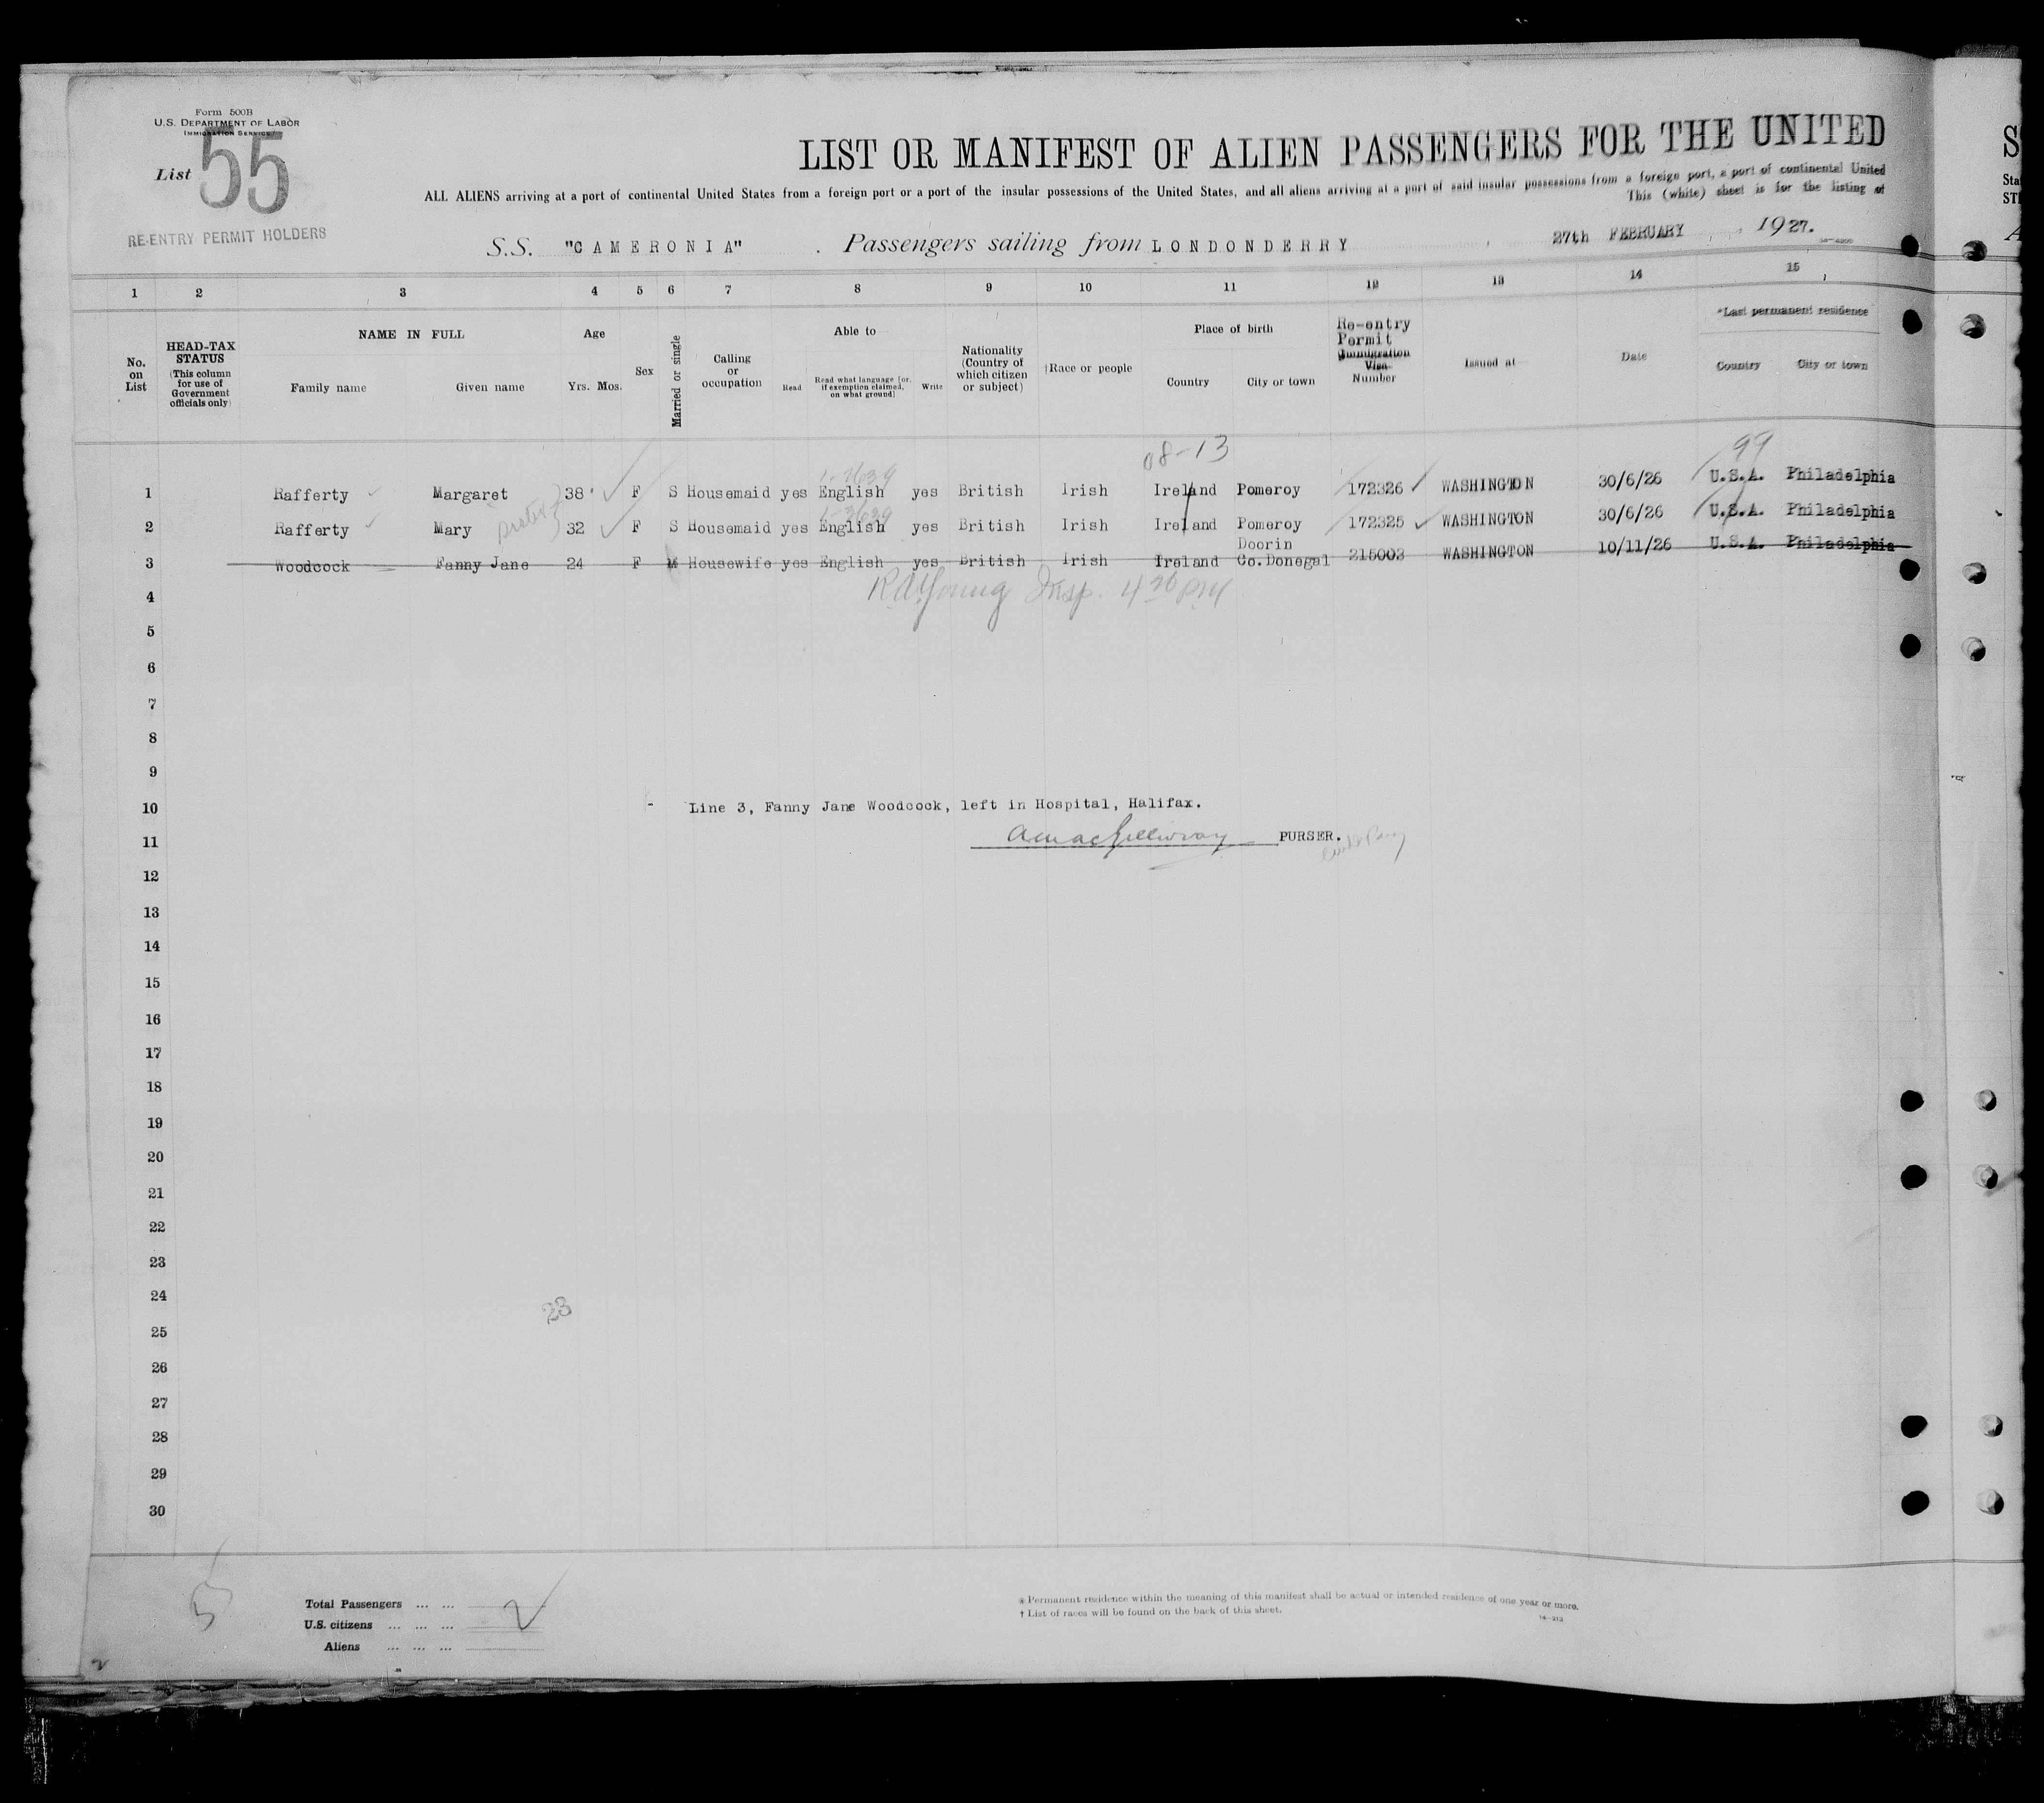 Form 500B
U.S. DEPARTMENT OF LABOR
IMMIGRATION SERVICE
List 55
RE-ENTRY PERMIT HOLDERS
LIST OR MANIFEST OF ALIEN PASSENGERS FOR THE UNITED
ALL ALIENS arriving at a port of continental United States from a foreign port or a port of the insular possessions of the United States, and all aliens arriving at a port of said insular possessions from a foreign port, a port of continental United
This (white) sheet is for the listing of
S.S. "CAMERONIA" . Passengers sailing from LONDONDERRY , 27th FEBRUARY , 1927.
1 2 3 4 5 6 7 8 9 10 11 12 13 14 15
No. on List
HEAD-TAX STATUS (This column for use of Government officials only)
NAME IN FULL
Family name Given name
Age
Yrs. Mos.
Sex
Married or single
Calling or occupation
Able to
Read Read what language [or, if exemption claimed, on what ground] Write
Nationality (Country of which citizen or subject)
†Race or people
Place of birth
Country City or town
Re-entry Permit
Immigration Visa
Number
Issued at
Date
*Last permanent residence
Country City or town
08-13
99
1 Rafferty Margaret 38 F S Housemaid yes English yes British Irish Ireland Pomeroy 172326 WASHINGTON 30/6/26 U.S.A. Philadelphia
2 Rafferty Mary 32 F S Housemaid yes English yes British Irish Ireland Pomeroy 172325 WASHINGTON 30/6/26 U.S.A. Philadelphia
3 Woodcock Fanny Jane 24 F M Housewife yes English yes British Irish Ireland Doorin Co.Donegal 215003 WASHINGTON 10/11/26 U.S.A. Philadelphia
Young Insp. 4 30 PM
4
5
6
7
8
9
10 - Line 3, Fanny Jane Woodcock, left in Hospital, Halifax.
11 PURSER.
12
13
14
15
16
17
18
19
20
21
22
23
24
23
25
26
27
28
29
30
5
Total Passengers ... ... 2
U.S. citizens ... ... ...
Aliens ... ... ...
* Permanent residence within the meaning of this manifest shall be actual or intended residence of one year or more.
† List of races will be found on the back of this sheet.
14-213